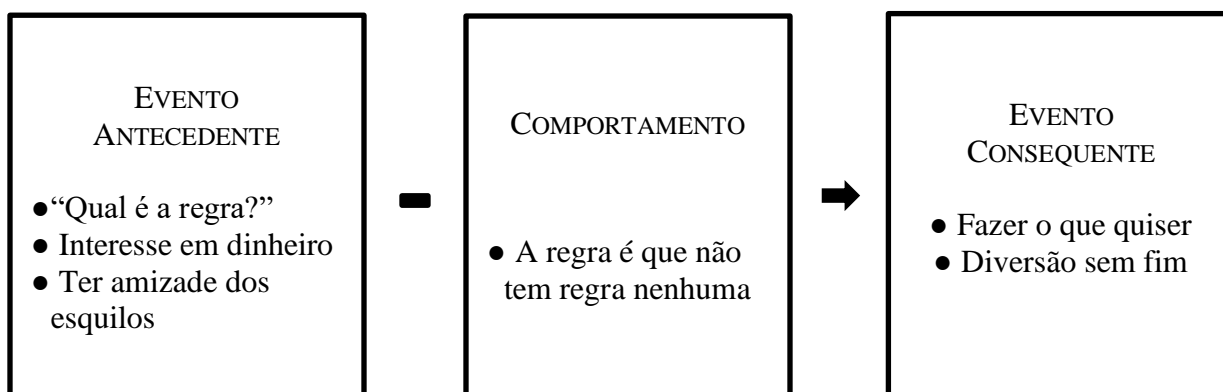 EVENTO
ANTECEDENTE
●“Qual é a regra?”
● Interesse em dinheiro
● Ter amizade dos
esquilos
COMPORTAMENTO
● A regra é que não
tem regra nenhuma
EVENTO
CONSEQUENTE
● Fazer o que quiser
● Diversão sem fim